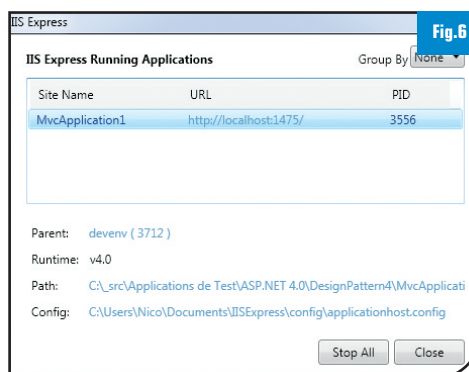 IIS Express
Fig.6
IIS Express Running Applications
Group By None
Site Name URL PID
MvcApplication1 http://localhost:1475/ 3556
Parent: devenv ( 3712 )
Runtime: v4.0
Path: C:\_src\Applications de Test\ASP.NET 4.0\DesignPattern4\MvcApplicati
Config: C:\Users\Nico\Documents\IISExpress\config\applicationhost.config
Stop All Close